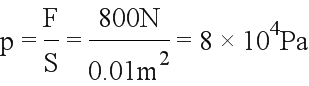 p = F/S = 800N/0.01m² = 8 × 10⁴Pa